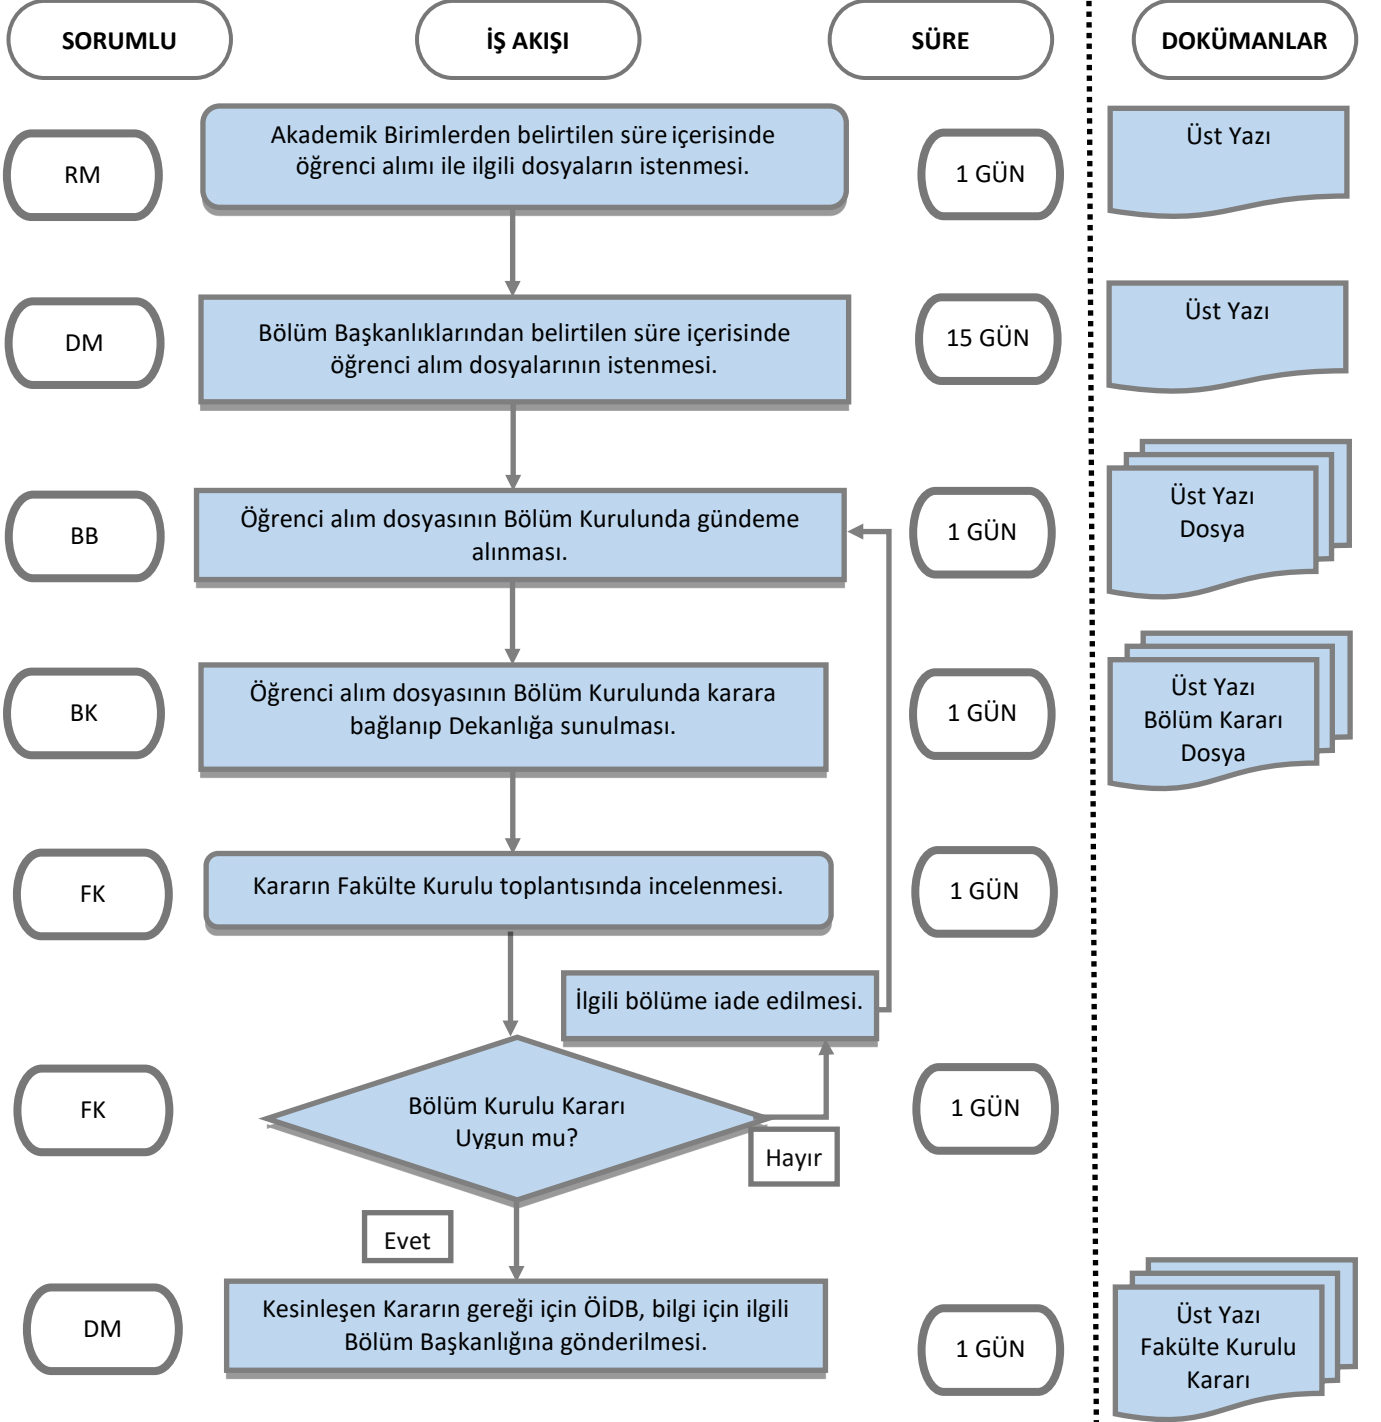 SORUMLU
İŞ AKIŞI
SÜRE
DOKÜMANLAR
RM
Akademik Birimlerden belirtilen süre içerisinde
öğrenci alımı ile ilgili dosyaların istenmesi.
1 GÜN
Üst Yazı
DM
Bölüm Başkanlıklarından belirtilen süre içerisinde
öğrenci alım dosyalarının istenmesi.
15 GÜN
Üst Yazı
BB
Öğrenci alım dosyasının Bölüm Kurulunda gündeme
alınması.
1 GÜN
Üst Yazı
Dosya
BK
Öğrenci alım dosyasının Bölüm Kurulunda karara
bağlanıp Dekanlığa sunulması.
1 GÜN
Üst Yazı
Bölüm Kararı
Dosya
FK
Kararın Fakülte Kurulu toplantısında incelenmesi.
1 GÜN
İlgili bölüme iade edilmesi.
FK
Bölüm Kurulu Kararı
Uygun mu?
1 GÜN
Hayır
Evet
DM
Kesinleşen Kararın gereği için ÖİDB, bilgi için ilgili
Bölüm Başkanlığına gönderilmesi.
1 GÜN
Üst Yazı
Fakülte Kurulu
Kararı